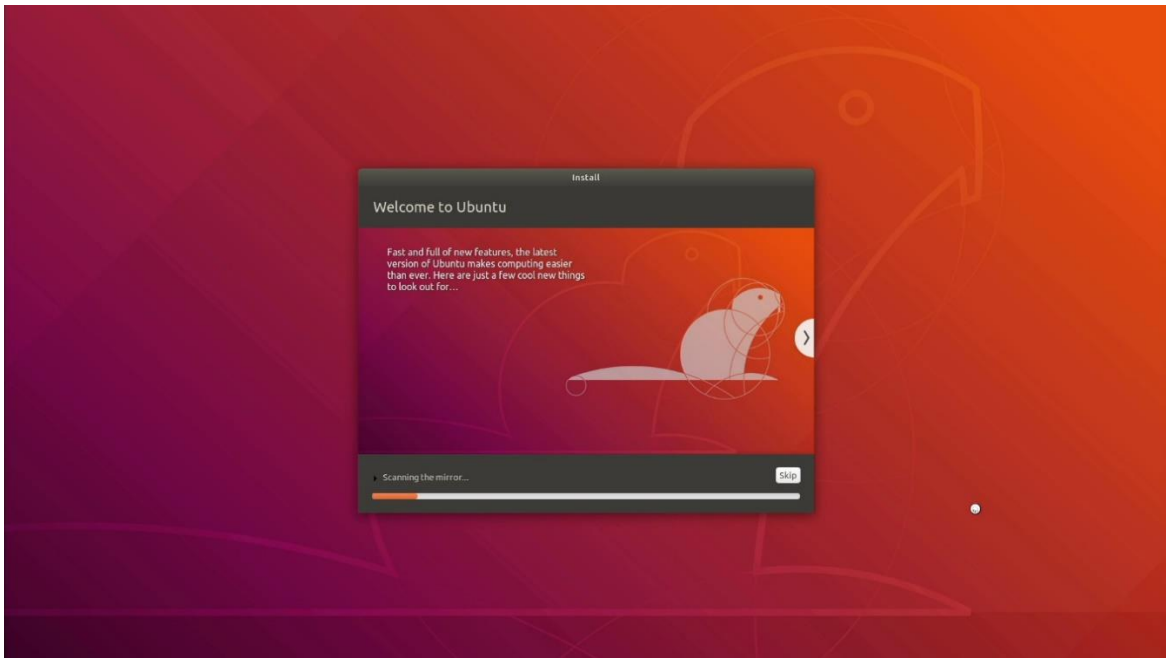 Install
Welcome to Ubuntu
Fast and full of new features, the latest
version of Ubuntu makes computing easier
than ever. Here are just a few cool new things
to look out for...
Scanning the mirror...
Skip